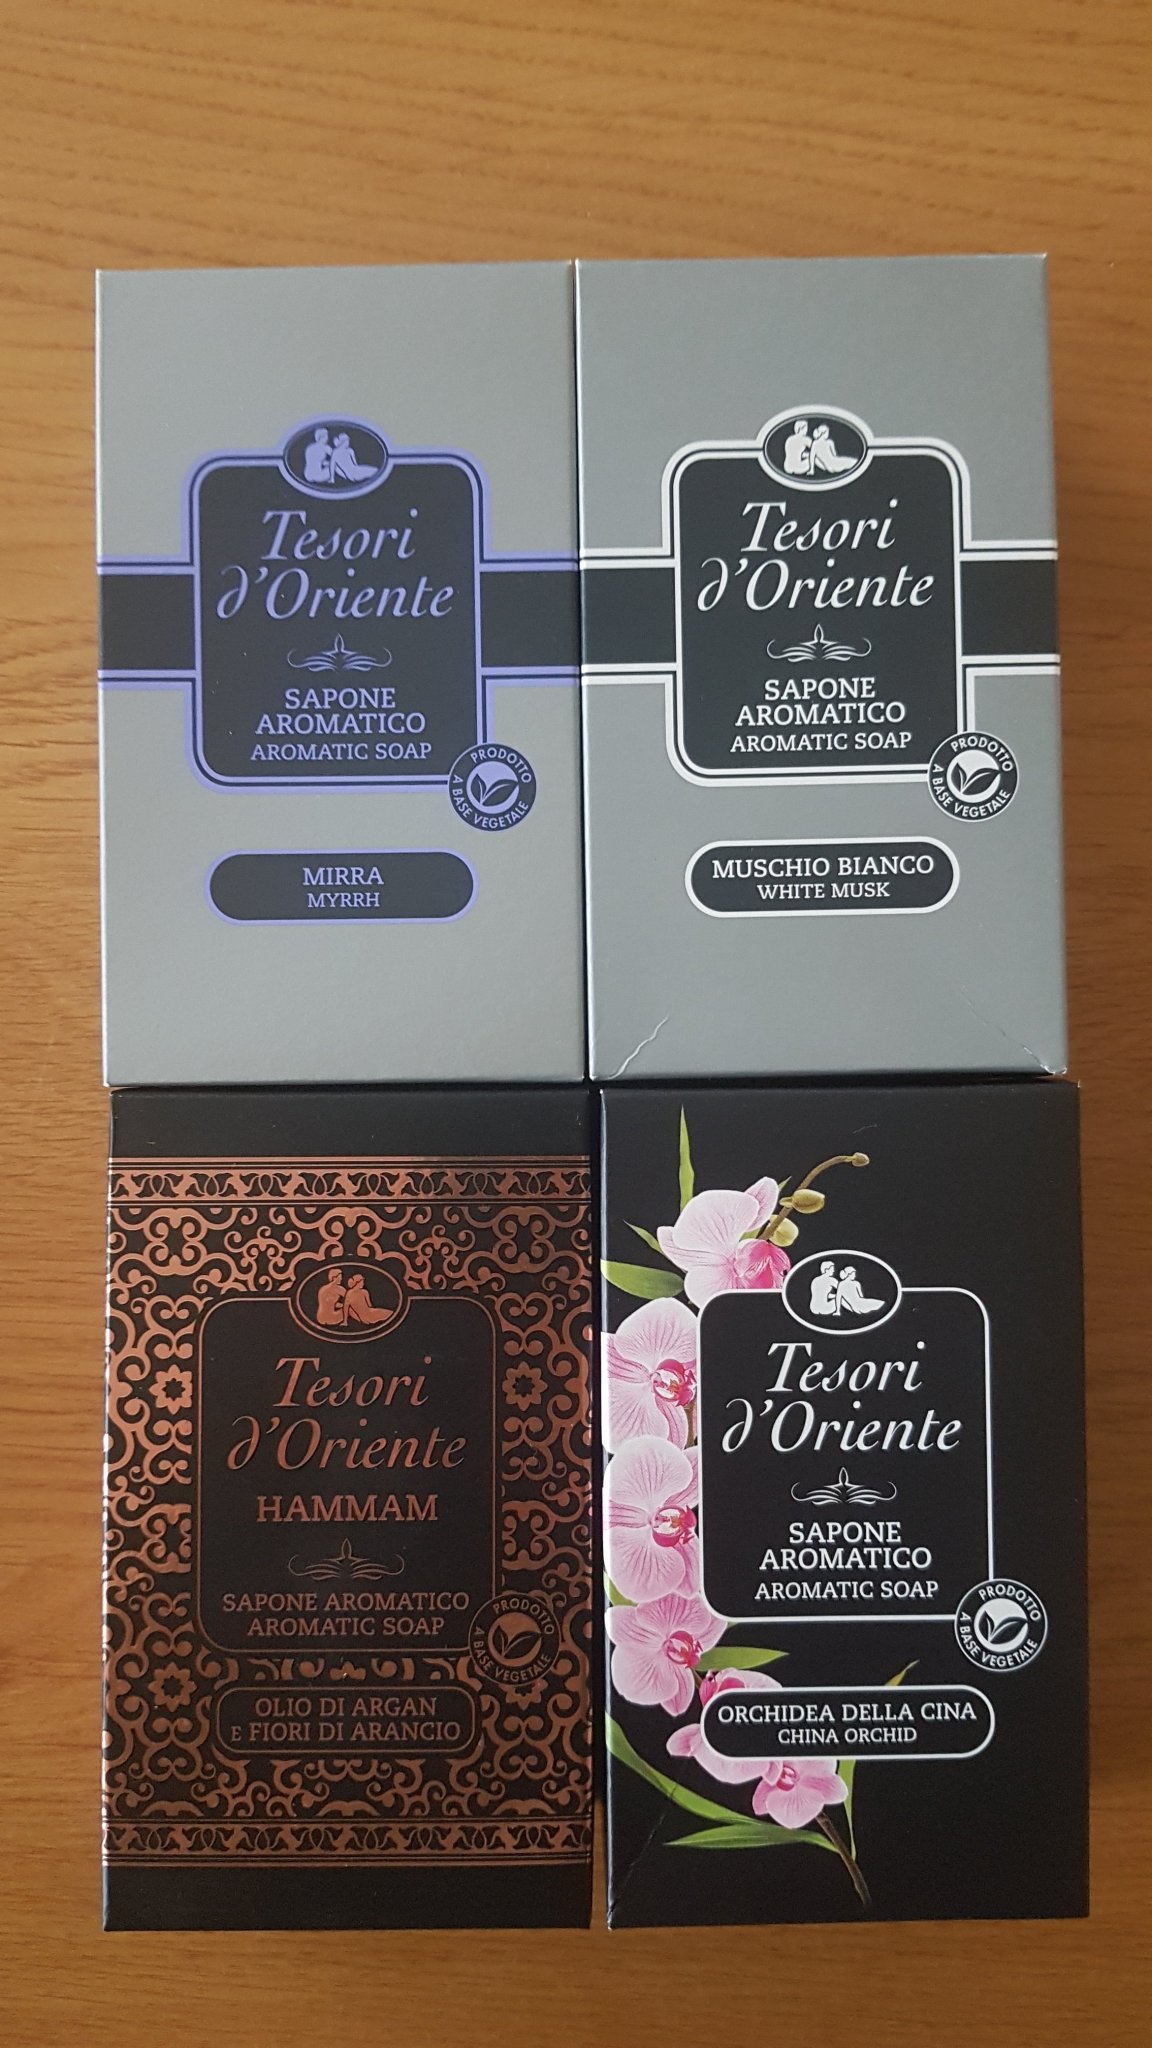 Tesori
d'Oriente
SAPONE
AROMATICO
AROMATIC SOAP
PRODOTTO
A BASE VEGETALE
MIRRA
MYRRH
Tesori
d'Oriente
SAPONE
AROMATICO
AROMATIC SOAP
PRODOTTO
A BASE VEGETALE
MUSCHIO BIANCO
WHITE MUSK
Tesori
d'Oriente
HAMMAM
SAPONE AROMATICO
AROMATIC SOAP
PRODOTTO
A BASE VEGETALE
OLIO DI ARGAN
E FIORI DI ARANCIO
Tesori
d'Oriente
SAPONE
AROMATICO
AROMATIC SOAP
PRODOTTO
A BASE VEGETALE
ORCHIDEA DELLA CINA
CHINA ORCHID